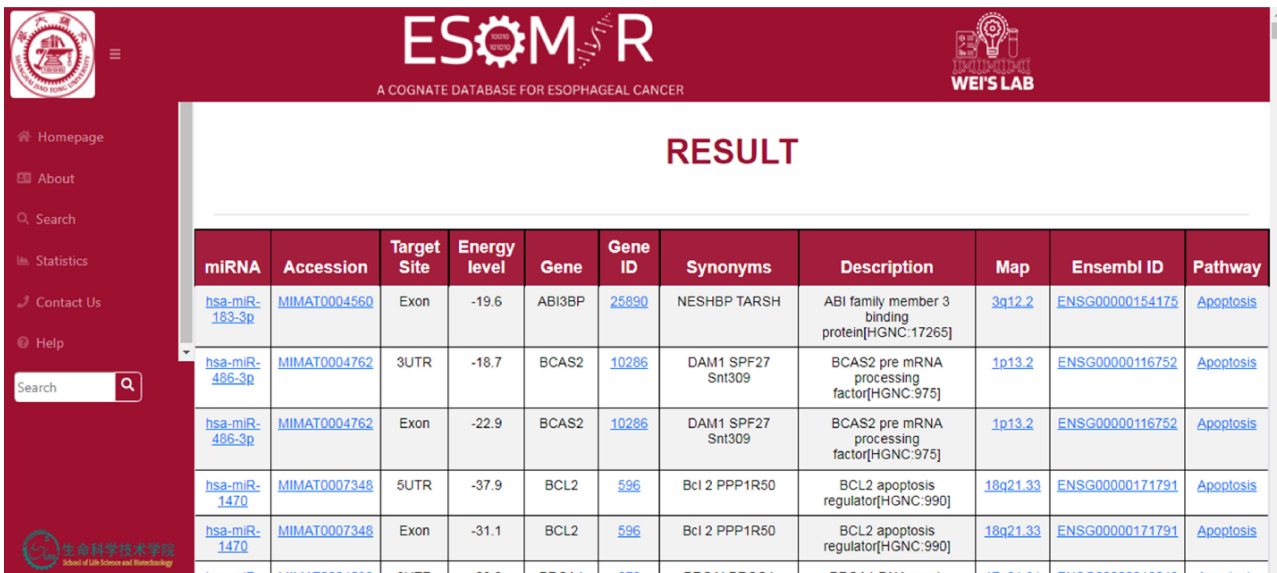 SHANGHAI JIAO TONG UNIVERSITY
ESOMIR
A COGNATE DATABASE FOR ESOPHAGEAL CANCER
WEI'S LAB
Homepage
About
Search
Statistics
Contact Us
Help
Search
生命科学技术学院
School of Life Science and Biotechnology
RESULT
miRNA Accession Target Site Energy level Gene Gene ID Synonyms Description Map Ensembl ID Pathway
hsa-miR-183-3p MIMAT0004560 Exon -19.6 ABI3BP 25890 NESHBP TARSH ABI family member 3 binding protein[HGNC:17265] 3q12.2 ENSG00000154175 Apoptosis
hsa-miR-486-3p MIMAT0004762 3UTR -18.7 BCAS2 10286 DAM1 SPF27 Snt309 BCAS2 pre mRNA processing factor[HGNC:975] 1p13.2 ENSG00000116752 Apoptosis
hsa-miR-486-3p MIMAT0004762 Exon -22.9 BCAS2 10286 DAM1 SPF27 Snt309 BCAS2 pre mRNA processing factor[HGNC:975] 1p13.2 ENSG00000116752 Apoptosis
hsa-miR-1470 MIMAT0007348 5UTR -37.9 BCL2 596 Bcl 2 PPP1R50 BCL2 apoptosis regulator[HGNC:990] 18q21.33 ENSG00000171791 Apoptosis
hsa-miR-1470 MIMAT0007348 Exon -31.1 BCL2 596 Bcl 2 PPP1R50 BCL2 apoptosis regulator[HGNC:990] 18q21.33 ENSG00000171791 Apoptosis